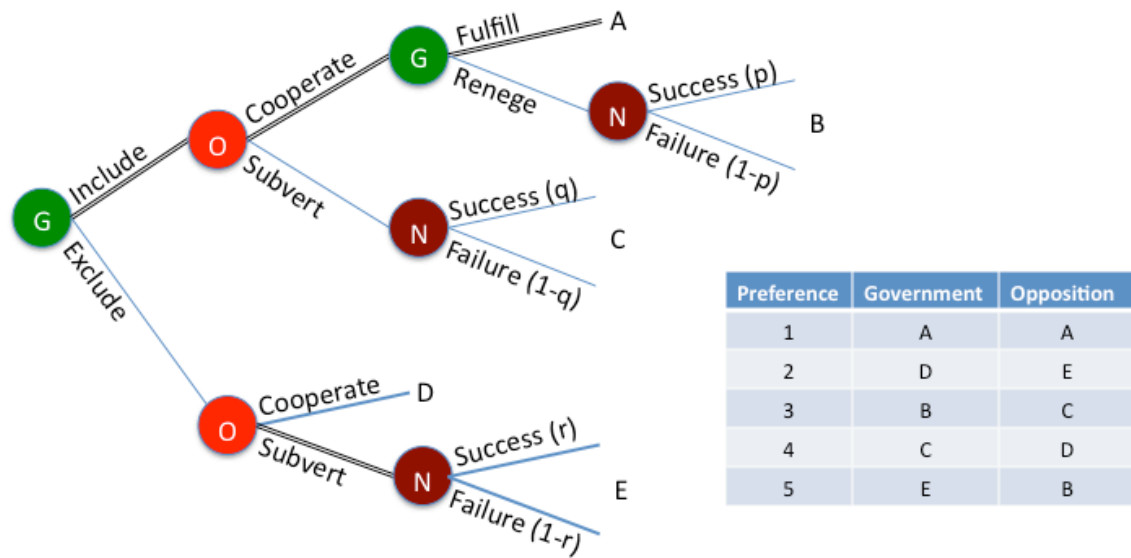 G
Include
Exclude
O
Cooperate
Subvert
G
Fulfill
Renege
A
N
Success (p)
Failure (1-p)
B
N
Success (q)
Failure (1-q)
C
O
Cooperate
Subvert
D
N
Success (r)
Failure (1-r)
E
Preference Government Opposition
1 A A
2 D E
3 B C
4 C D
5 E B